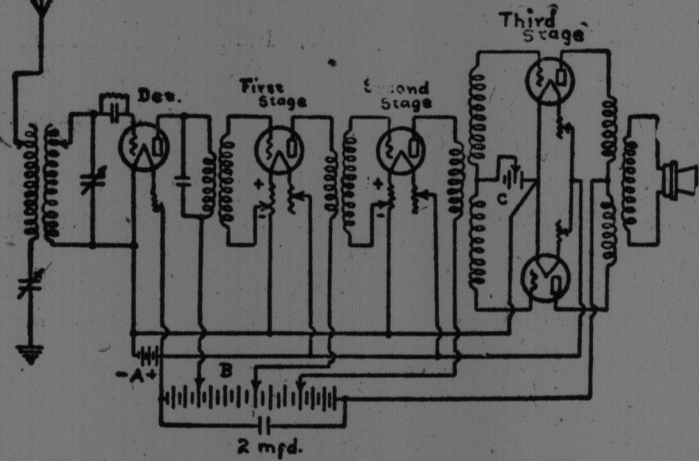 Third
Stage
Det.
First
Stage
Second
Stage
+
-
+
-
C
-A+
B
2 mfd.